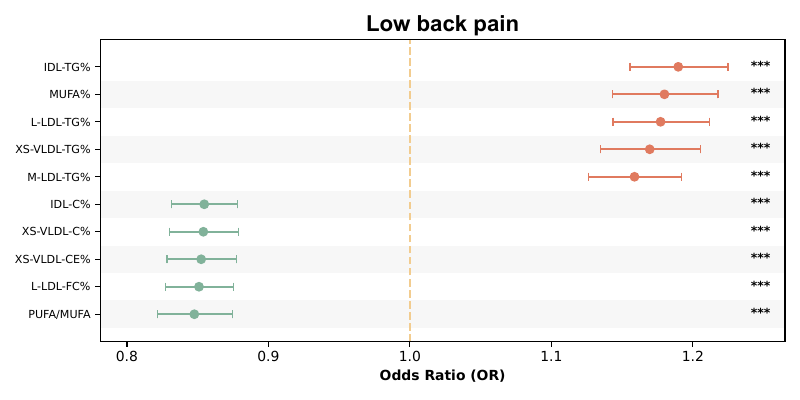 Low back pain
IDL-TG% ***
MUFA% ***
L-LDL-TG% ***
XS-VLDL-TG% ***
M-LDL-TG% ***
IDL-C% ***
XS-VLDL-C% ***
XS-VLDL-CE% ***
L-LDL-FC% ***
PUFA/MUFA ***
0.8 0.9 1.0 1.1 1.2
Odds Ratio (OR)